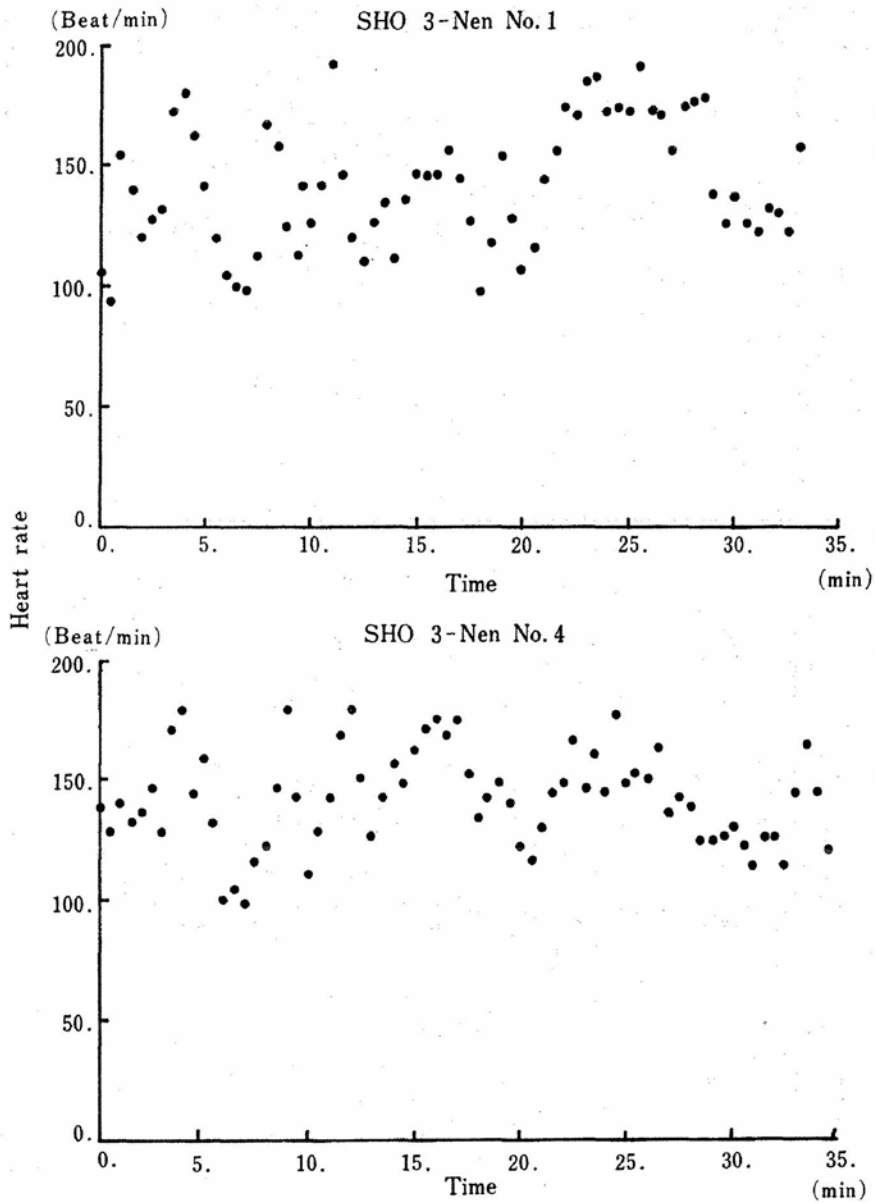 (Beat/min)
SHO 3-Nen No.1
200.
150.
100.
50.
0.
0. 5. 10. 15. 20. 25. 30. 35.
Time
(min)
Heart rate
(Beat/min)
SHO 3-Nen No.4
200.
150.
100.
50.
0.
0. 5. 10. 15. 20. 25. 30. 35.
Time
(min)